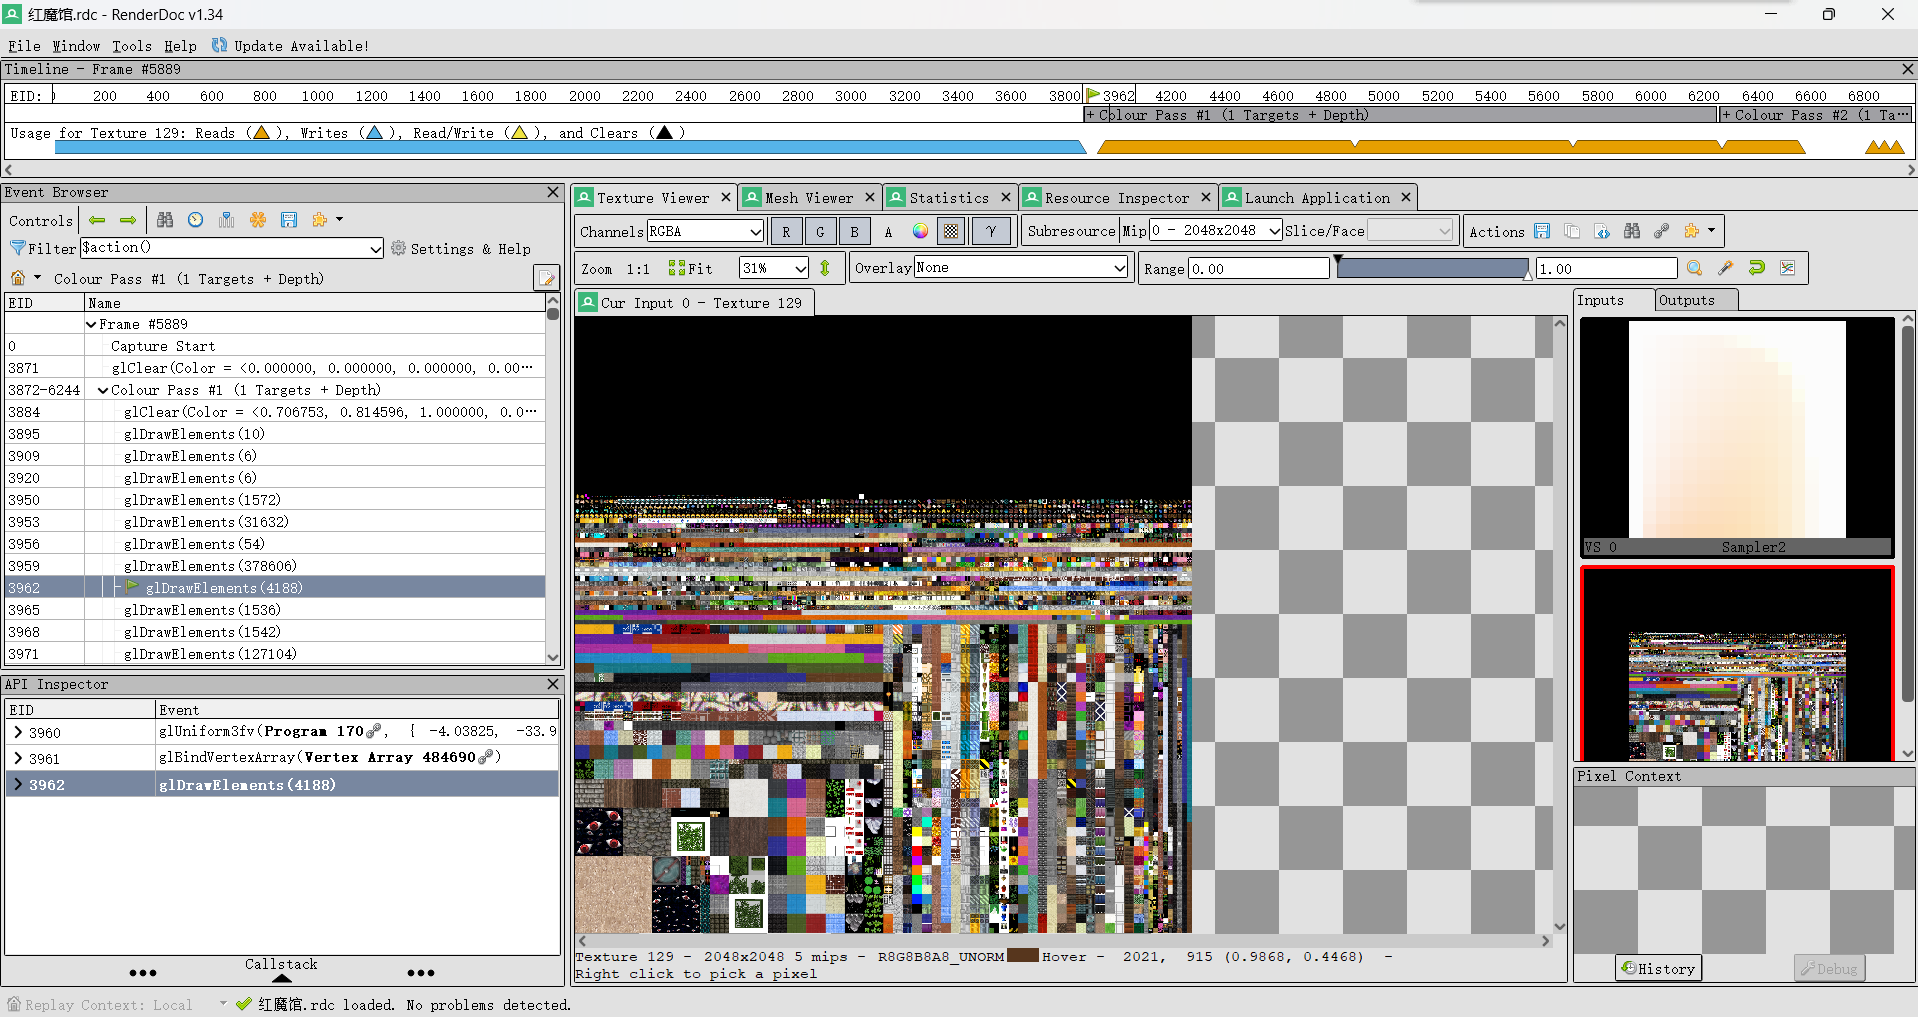 红魔馆.rdc - RenderDoc v1.34
File Window Tools Help Update Available!
Timeline - Frame #5889
EID: 200 400 600 800 1000 1200 1400 1600 1800 2000 2200 2400 2600 2800 3000 3200 3400 3600 3800 3962 4200 4400 4600 4800 5000 5200 5400 5600 5800 6000 6200 6400 6600 6800
+ Colour Pass #1 (1 Targets + Depth) + Colour Pass #2 (1 Ta…
Usage for Texture 129: Reads ( ), Writes ( ), Read/Write ( ), and Clears ( )
Event Browser
Controls
Filter $action() Settings & Help
Colour Pass #1 (1 Targets + Depth)
EID Name
Frame #5889
0 Capture Start
3871 glClear(Color = <0.000000, 0.000000, 0.000000, 0.00…
3872-6244 Colour Pass #1 (1 Targets + Depth)
3884 glClear(Color = <0.706753, 0.814596, 1.000000, 0.0…
3895 glDrawElements(10)
3909 glDrawElements(6)
3920 glDrawElements(6)
3950 glDrawElements(1572)
3953 glDrawElements(31632)
3956 glDrawElements(54)
3959 glDrawElements(378606)
3962 glDrawElements(4188)
3965 glDrawElements(1536)
3968 glDrawElements(1542)
3971 glDrawElements(127104)
API Inspector
EID Event
3960 glUniform3fv(Program 170, { -4.03825, -33.9
3961 glBindVertexArray(Vertex Array 484690)
3962 glDrawElements(4188)
Callstack
Texture Viewer Mesh Viewer Statistics Resource Inspector Launch Application
Channels RGBA R G B A γ Subresource Mip 0 - 2048x2048 Slice/Face Actions
Zoom 1:1 Fit 31% Overlay None Range 0.00 1.00
Cur Input 0 - Texture 129
Texture 129 - 2048x2048 5 mips - R8G8B8A8_UNORM Hover - 2021, 915 (0.9868, 0.4468) -
Right click to pick a pixel
Inputs Outputs
VS 0 Sampler2
Pixel Context
History Debug
Replay Context: Local 红魔馆.rdc loaded. No problems detected.